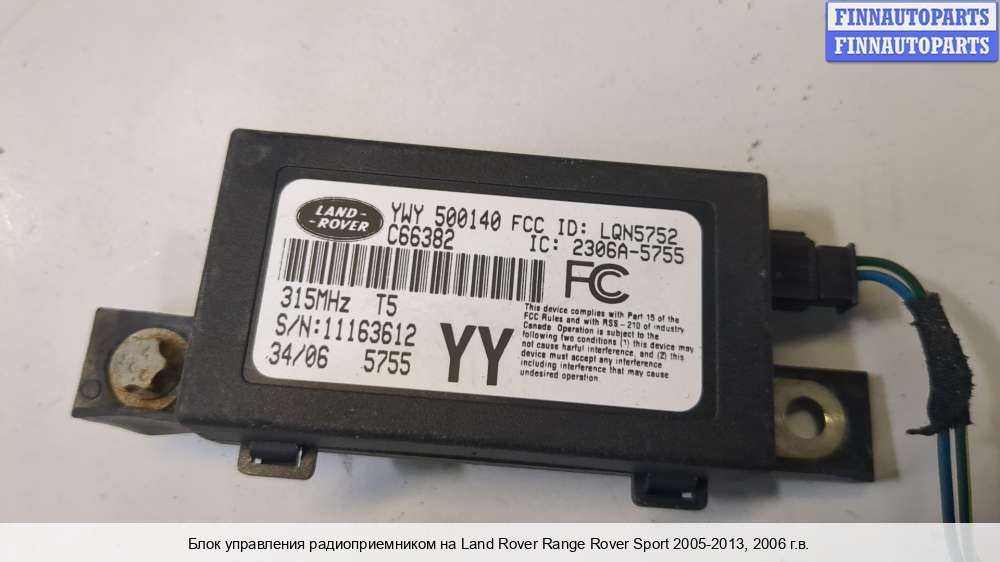 FINNAUTOPARTS
FINNAUTOPARTS
LAND-
-ROVER
YWY 500140 FCC ID: LQN5752
C66382 IC: 2306A-5755
FC
315MHz T5
S/N:11163612
34/06 5755
YY
This device complies with Part 15 of the
FCC Rules and with RSS-210 of Industry
Canada. Operation is subject to the
following two conditions (1) this device may
not cause harful interference, and (2) this
device must accept any interference
including interference that may cause
undesired operation.
Блок управления радиоприемником на Land Rover Range Rover Sport 2005-2013, 2006 г.в.